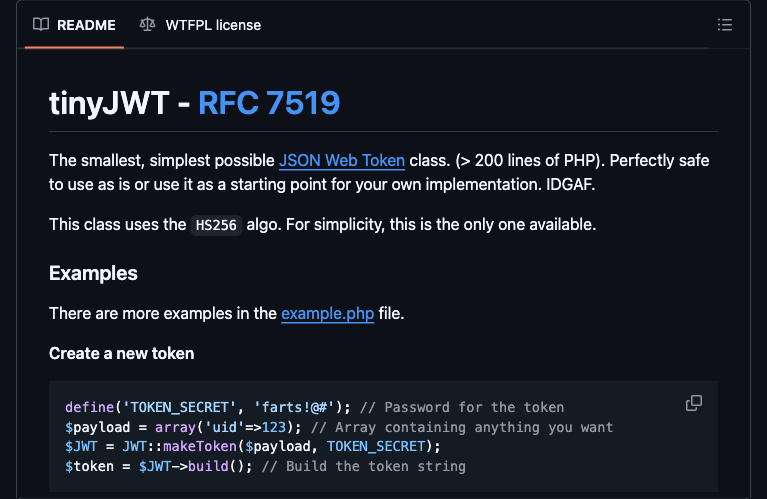 README WTFPL license
tinyJWT - RFC 7519
The smallest, simplest possible JSON Web Token class. (> 200 lines of PHP). Perfectly safe
to use as is or use it as a starting point for your own implementation. IDGAF.
This class uses the HS256 algo. For simplicity, this is the only one available.
Examples
There are more examples in the example.php file.
Create a new token
define('TOKEN_SECRET', 'farts!@#'); // Password for the token
$payload = array('uid'=>123); // Array containing anything you want
$JWT = JWT::makeToken($payload, TOKEN_SECRET);
$token = $JWT->build(); // Build the token string